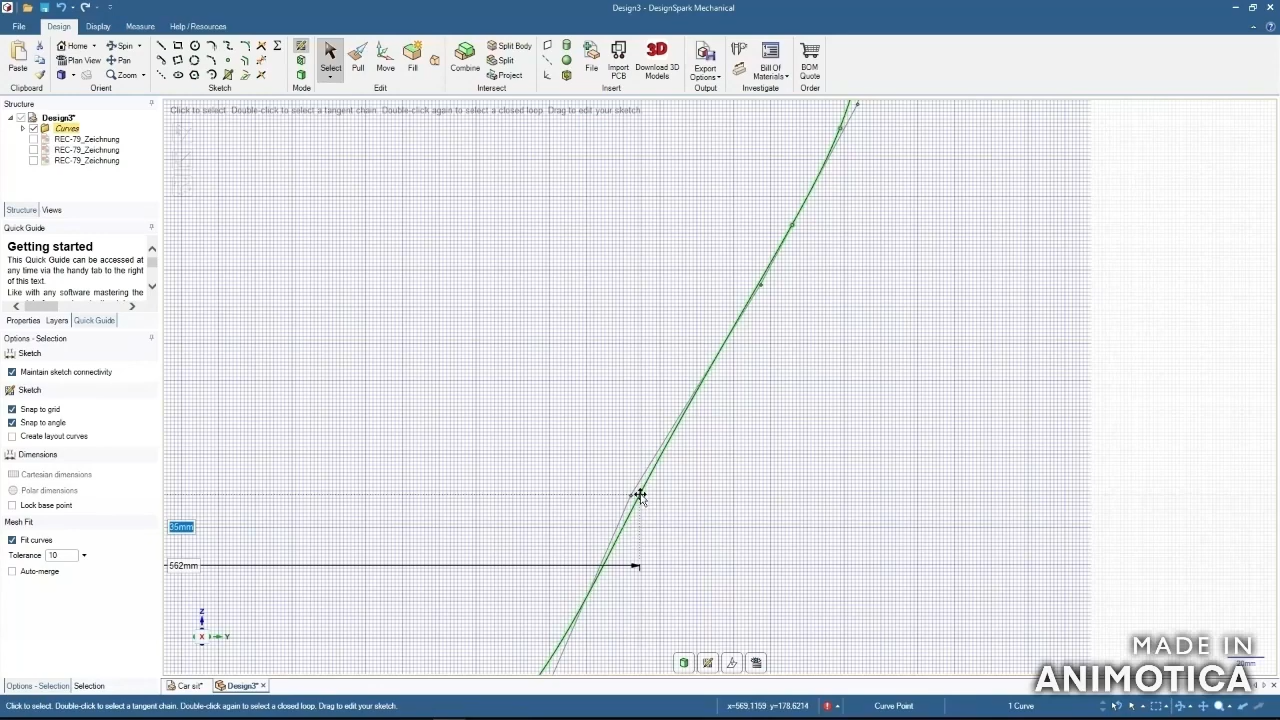 Design3 - DesignSpark Mechanical
File Design Display Measure Help / Resources
Paste
Home Spin
Plan View Pan
Zoom
Select
Pull
Move
Fill
Combine
Split Body
Split
Project
File
Import PCB
Download 3D Models
3D
Export Options
Bill Of Materials
BOM Quote
Clipboard Orient Sketch Mode Edit Intersect Insert Output Investigate Order
Structure
Design3*
Curves
REC-79_Zeichnung
REC-79_Zeichnung
REC-79_Zeichnung
Structure Views
Quick Guide
Getting started
This Quick Guide can be accessed at
any time via the handy tab to the right
of this text.
Like with any software mastering the
Properties Layers Quick Guide
Options - Selection
Sketch
Maintain sketch connectivity
Sketch
Snap to grid
Snap to angle
Create layout curves
Dimensions
Cartesian dimensions
Polar dimensions
Lock base point
Mesh Fit
Fit curves
Tolerance 10
Auto-merge
Options - Selection Selection
Click to select. Double-click to select a tangent chain. Double-click again to select a closed loop. Drag to edit your sketch.
35mm
562mm
Z
X Y
MADE IN
ANIMOTICA
20mm
Car sit* Design3*
Click to select. Double-click to select a tangent chain. Double-click again to select a closed loop. Drag to edit your sketch.
x=569.1159 y=178.6214
Curve Point
1 Curve